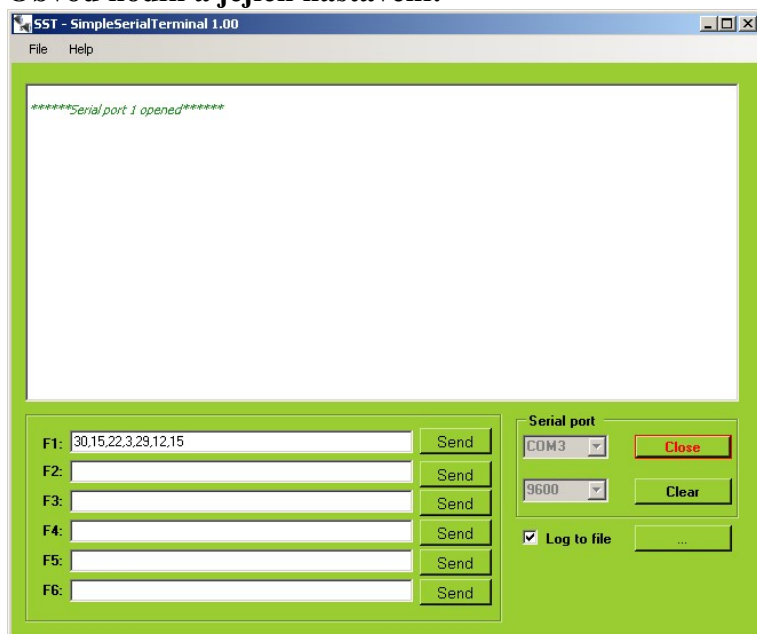 SST - SimpleSerialTerminal 1.00
File Help
******Serial port 1 opened******
F1: 30,15,22,3,29,12,15 Send
F2: Send
F3: Send
F4: Send
F5: Send
F6: Send
Serial port
COM3 Close
9600 Clear
Log to file ...